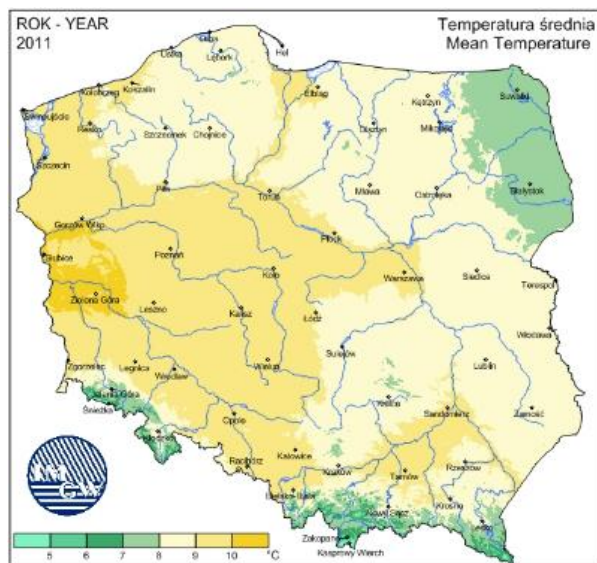 ROK - YEAR
2011
Temperatura średnia
Mean Temperature
Łeba
Ustka
Lębork
Hel
Kołobrzeg
Koszalin
Elbląg
Kętrzyn
Suwałki
Świnoujście
Resko
Szczecinek
Chojnice
Olsztyn
Mikołajki
Szczecin
Piła
Toruń
Mława
Ostrołęka
Białystok
Gorzów Wlkp
Płock
Słubice
Poznań
Koło
Warszawa
Siedlce
Terespol
Zielona Góra
Leszno
Kalisz
Łódź
Włodawa
Zgorzelec
Legnica
Wrocław
Wieluń
Sulejów
Lublin
Jelenia Góra
Śnieżka
Kłodzko
Opole
Kielce
Sandomierz
Zamość
Racibórz
Katowice
Kraków
Tarnów
Rzeszów
Bielsko-Biała
Nowy Sącz
Krosno
Lesko
Zakopane
Kasprowy Wierch
IM
GW
5 6 7 8 9 10 °C